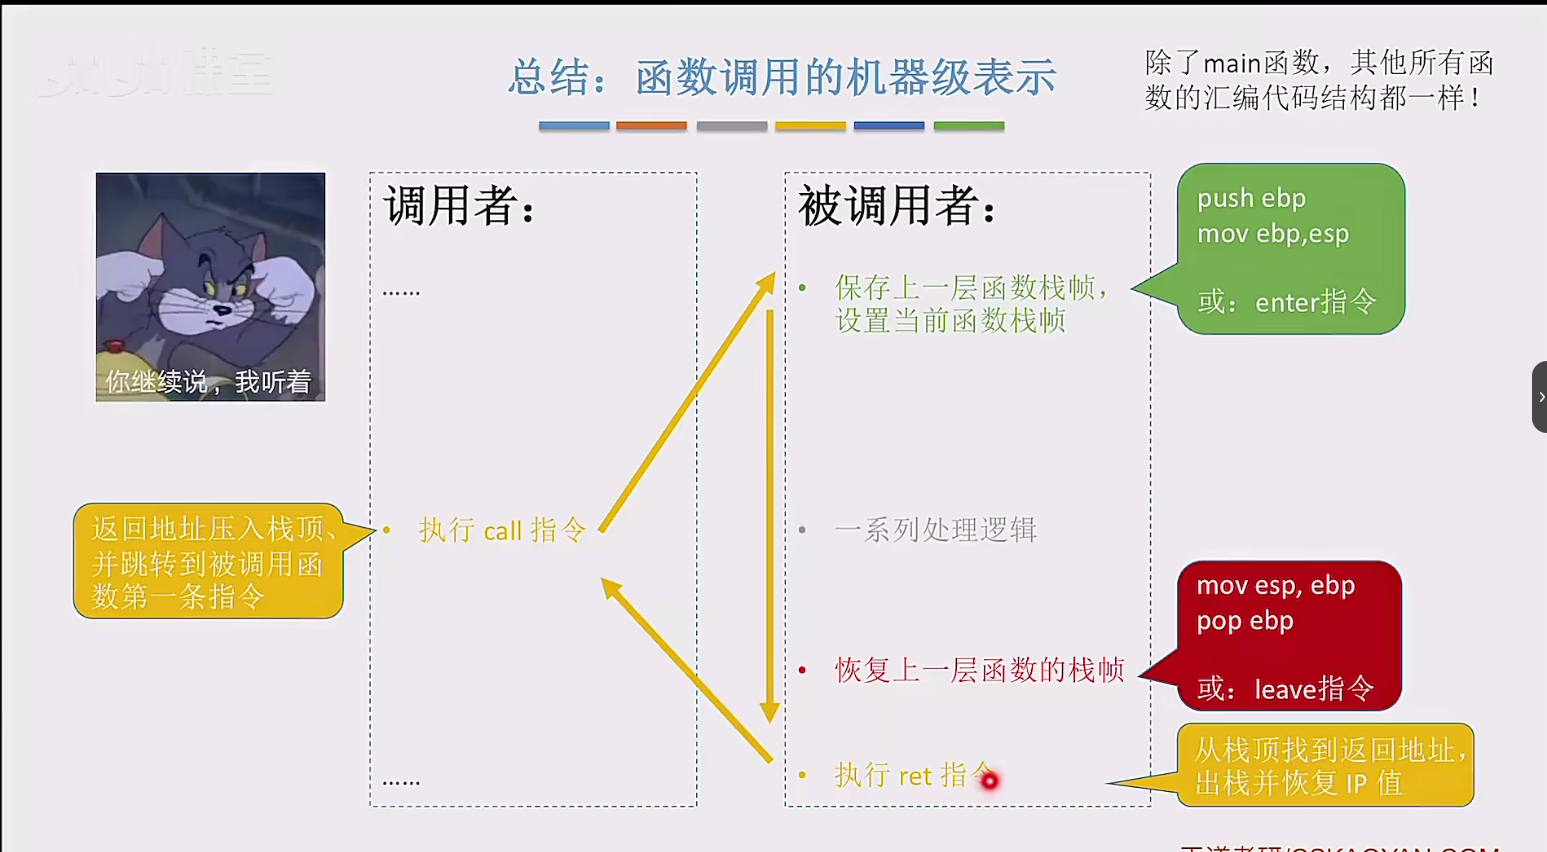 总结：函数调用的机器级表示
除了main函数，其他所有函
数的汇编代码结构都一样！
你继续说，我听着
调用者：
……
返回地址压入栈顶、
并跳转到被调用函
数第一条指令
• 执行 call 指令
……
被调用者：
• 保存上一层函数栈帧，
设置当前函数栈帧
push ebp
mov ebp,esp
或：enter指令
• 一系列处理逻辑
• 恢复上一层函数的栈帧
mov esp, ebp
pop ebp
或：leave指令
• 执行 ret 指令
从栈顶找到返回地址，
出栈并恢复 IP 值